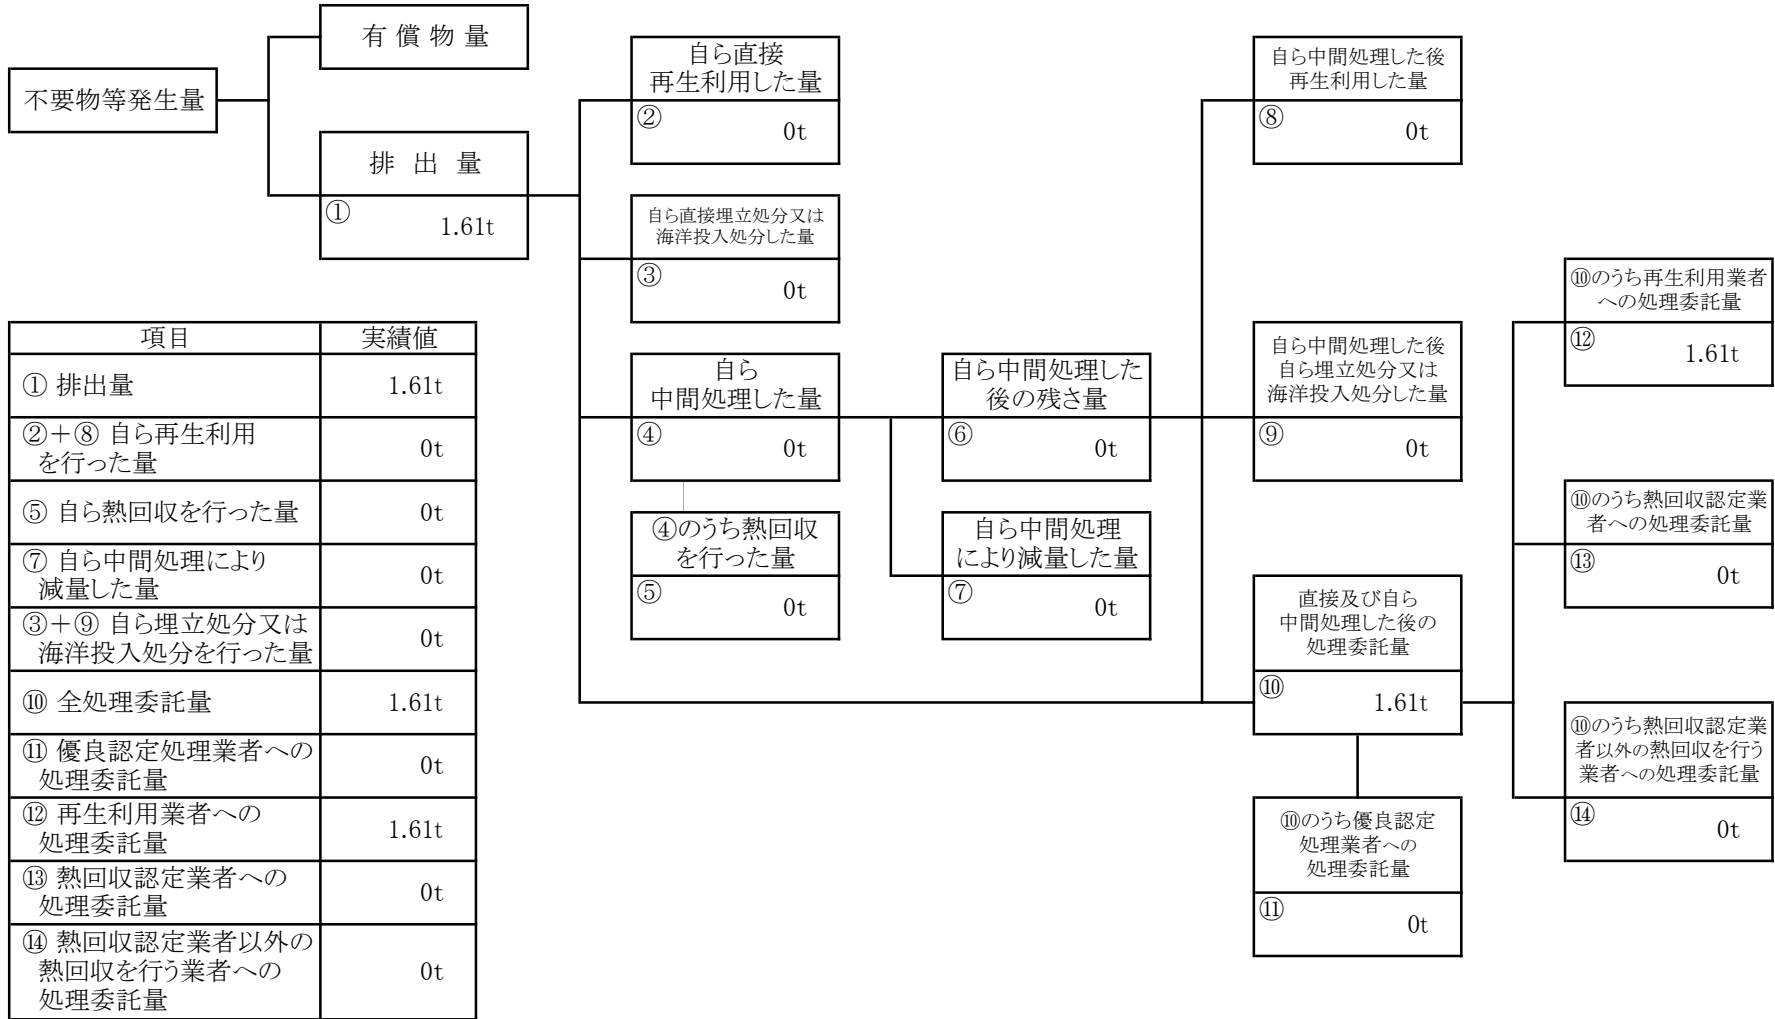 不要物等発生量
有 償 物 量
排 出 量
①
1.61t
自ら直接
再生利用した量
②
0t
自ら直接埋立処分又は
海洋投入処分した量
③
0t
自ら
中間処理した量
④
0t
④のうち熱回収
を行った量
⑤
0t
自ら中間処理した
後の残さ量
⑥
0t
自ら中間処理
により減量した量
⑦
0t
自ら中間処理した後
再生利用した量
⑧
0t
自ら中間処理した後
自ら埋立処分又は
海洋投入処分した量
⑨
0t
直接及び自ら
中間処理した後の
処理委託量
⑩
1.61t
⑩のうち優良認定
処理業者への
処理委託量
⑪
0t
⑩のうち再生利用業者
への処理委託量
⑫
1.61t
⑩のうち熱回収認定業
者への処理委託量
⑬
0t
⑩のうち熱回収認定業
者以外の熱回収を行う
業者への処理委託量
⑭
0t
項目 実績値
① 排出量 1.61t
②＋⑧ 自ら再生利用
を行った量 0t
⑤ 自ら熱回収を行った量 0t
⑦ 自ら中間処理により
減量した量 0t
③＋⑨ 自ら埋立処分又は
海洋投入処分を行った量 0t
⑩ 全処理委託量 1.61t
⑪ 優良認定処理業者への
処理委託量 0t
⑫ 再生利用業者への
処理委託量 1.61t
⑬ 熱回収認定業者への
処理委託量 0t
⑭ 熱回収認定業者以外の
熱回収を行う業者への
処理委託量 0t